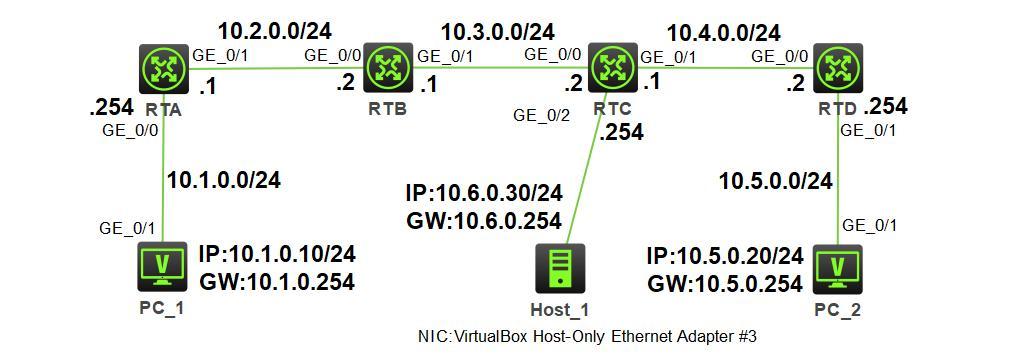 10.2.0.0/24
10.3.0.0/24
10.4.0.0/24
GE_0/1
GE_0/0
GE_0/1
GE_0/0
GE_0/1
GE_0/0
.1
.2
.1
.2
.1
.2
RTA
RTB
RTC
RTD
.254
GE_0/0
GE_0/2
.254
.254
GE_0/1
10.1.0.0/24
IP:10.6.0.30/24
GW:10.6.0.254
10.5.0.0/24
GE_0/1
GE_0/1
IP:10.1.0.10/24
GW:10.1.0.254
IP:10.5.0.20/24
GW:10.5.0.254
V
V
PC_1
Host_1
PC_2
NIC:VirtualBox Host-Only Ethernet Adapter #3